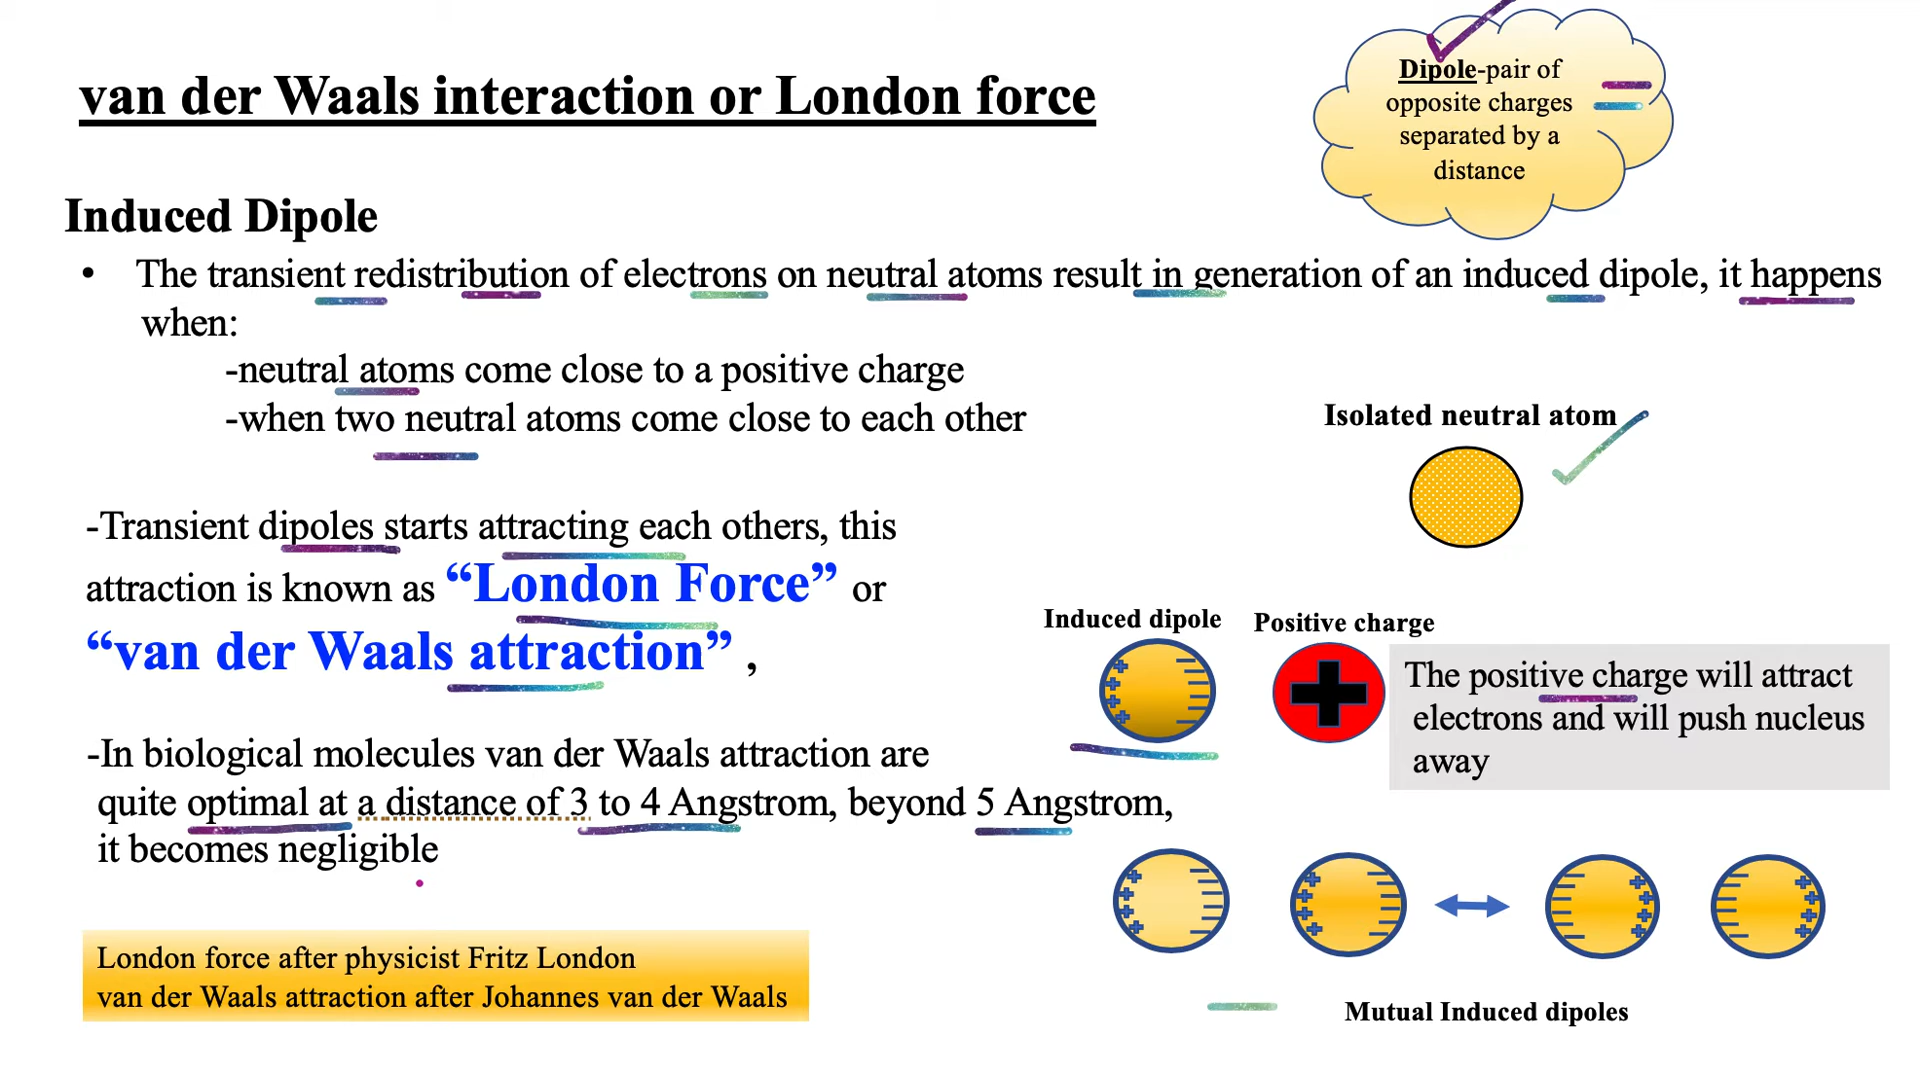 van der Waals interaction or London force
Dipole-pair of
opposite charges
separated by a
distance
Induced Dipole
• The transient redistribution of electrons on neutral atoms result in generation of an induced dipole, it happens
when:
-neutral atoms come close to a positive charge
-when two neutral atoms come close to each other
Isolated neutral atom
-Transient dipoles starts attracting each others, this
attraction is known as “London Force” or
“van der Waals attraction” ,
Induced dipole
Positive charge
The positive charge will attract
electrons and will push nucleus
away
-In biological molecules van der Waals attraction are
quite optimal at a distance of 3 to 4 Angstrom, beyond 5 Angstrom,
it becomes negligible
London force after physicist Fritz London
van der Waals attraction after Johannes van der Waals
Mutual Induced dipoles